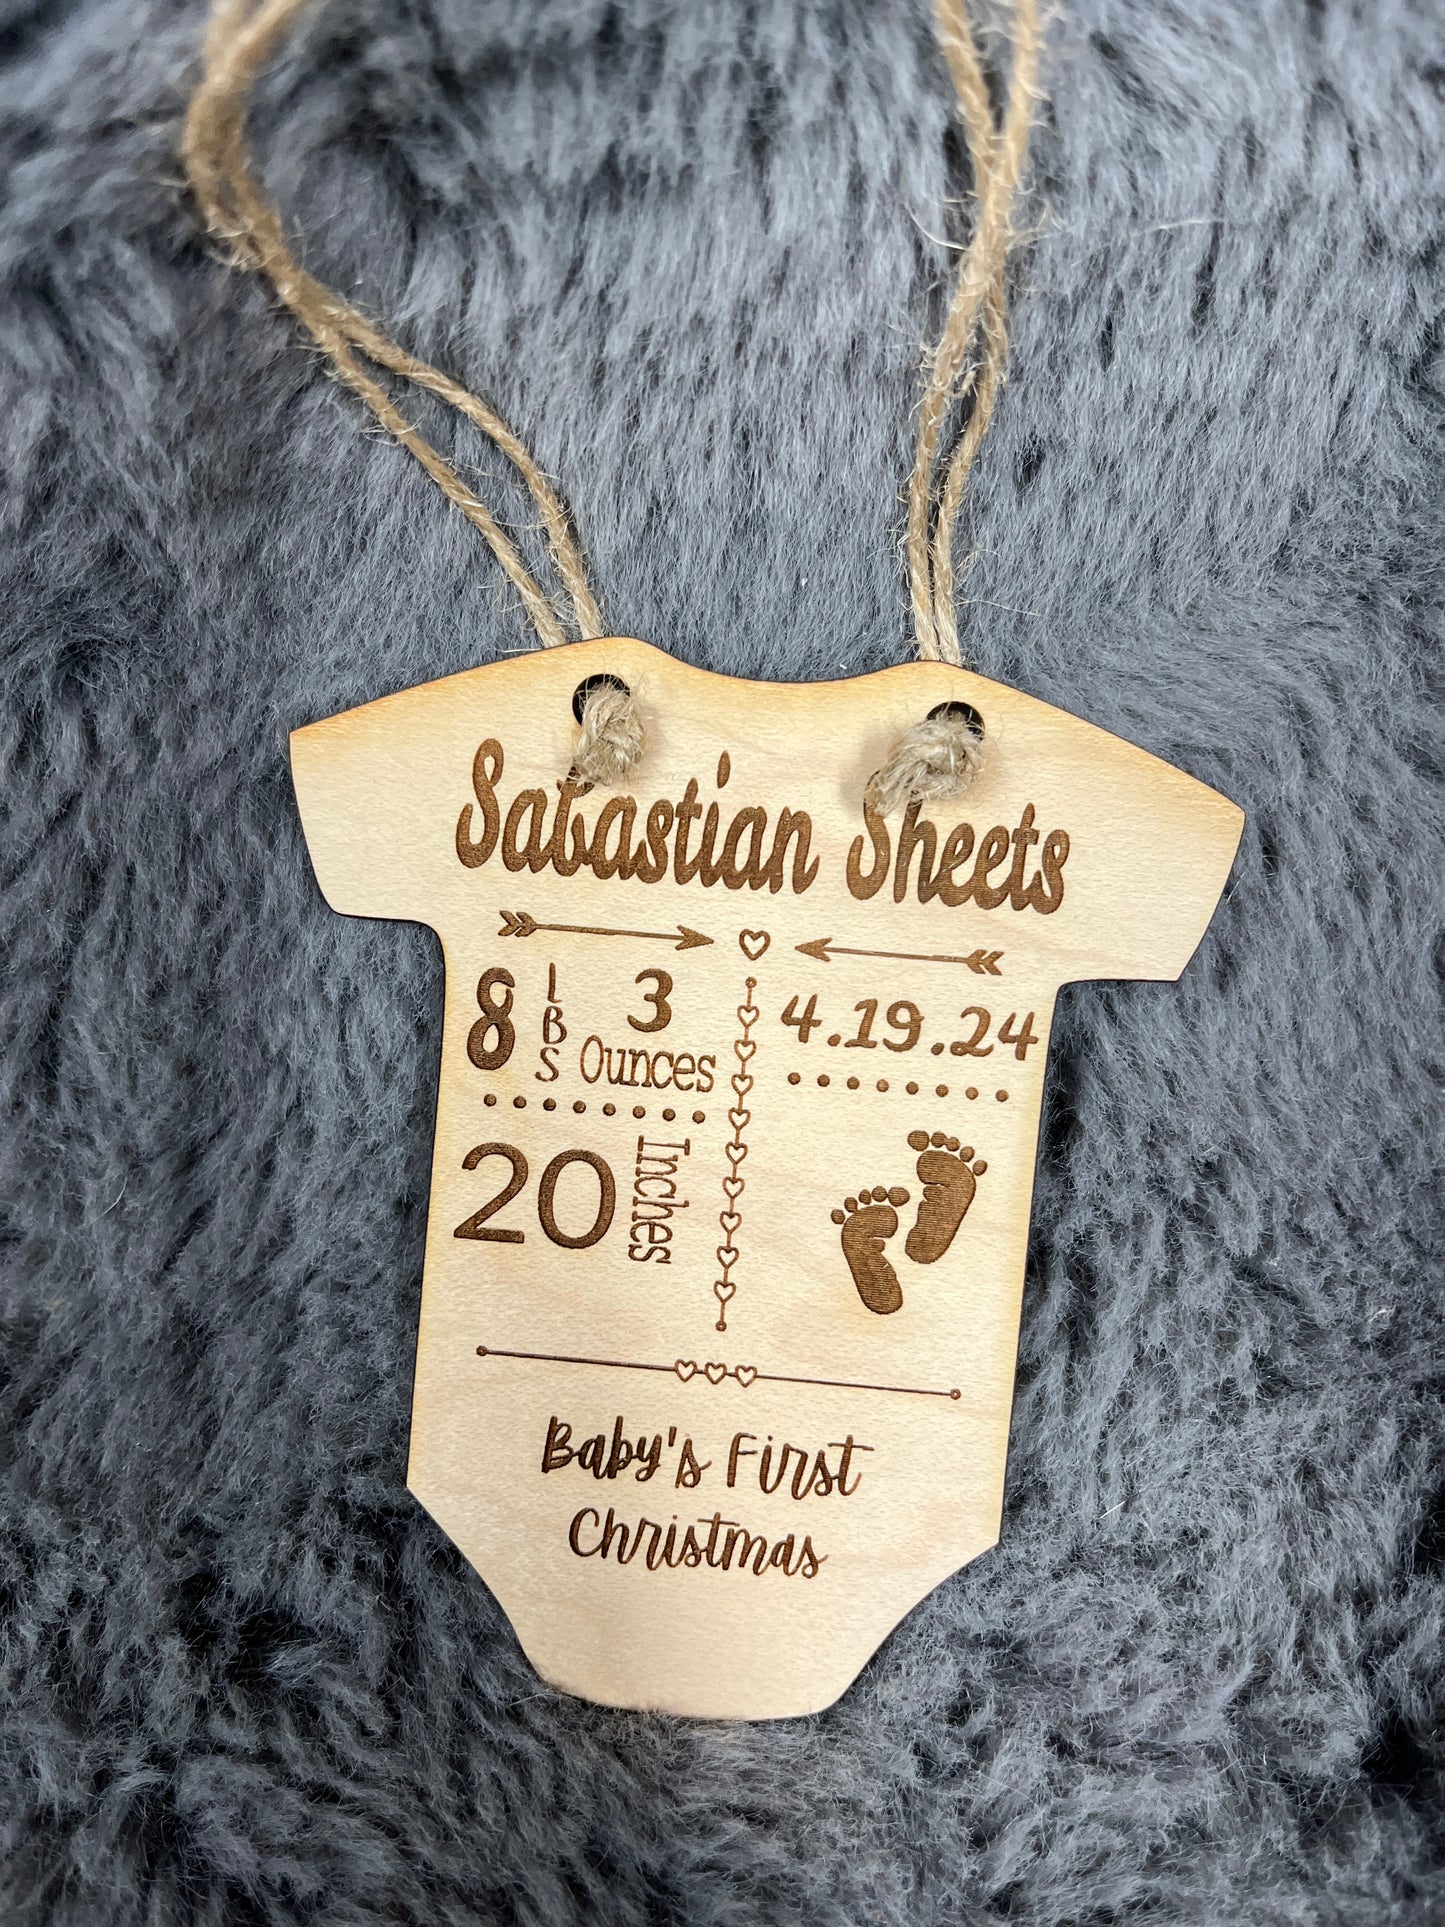 Sabastian Sheets
8 LBS 3 Ounces
4.19.24
20 Inches
Baby's First
Christmas